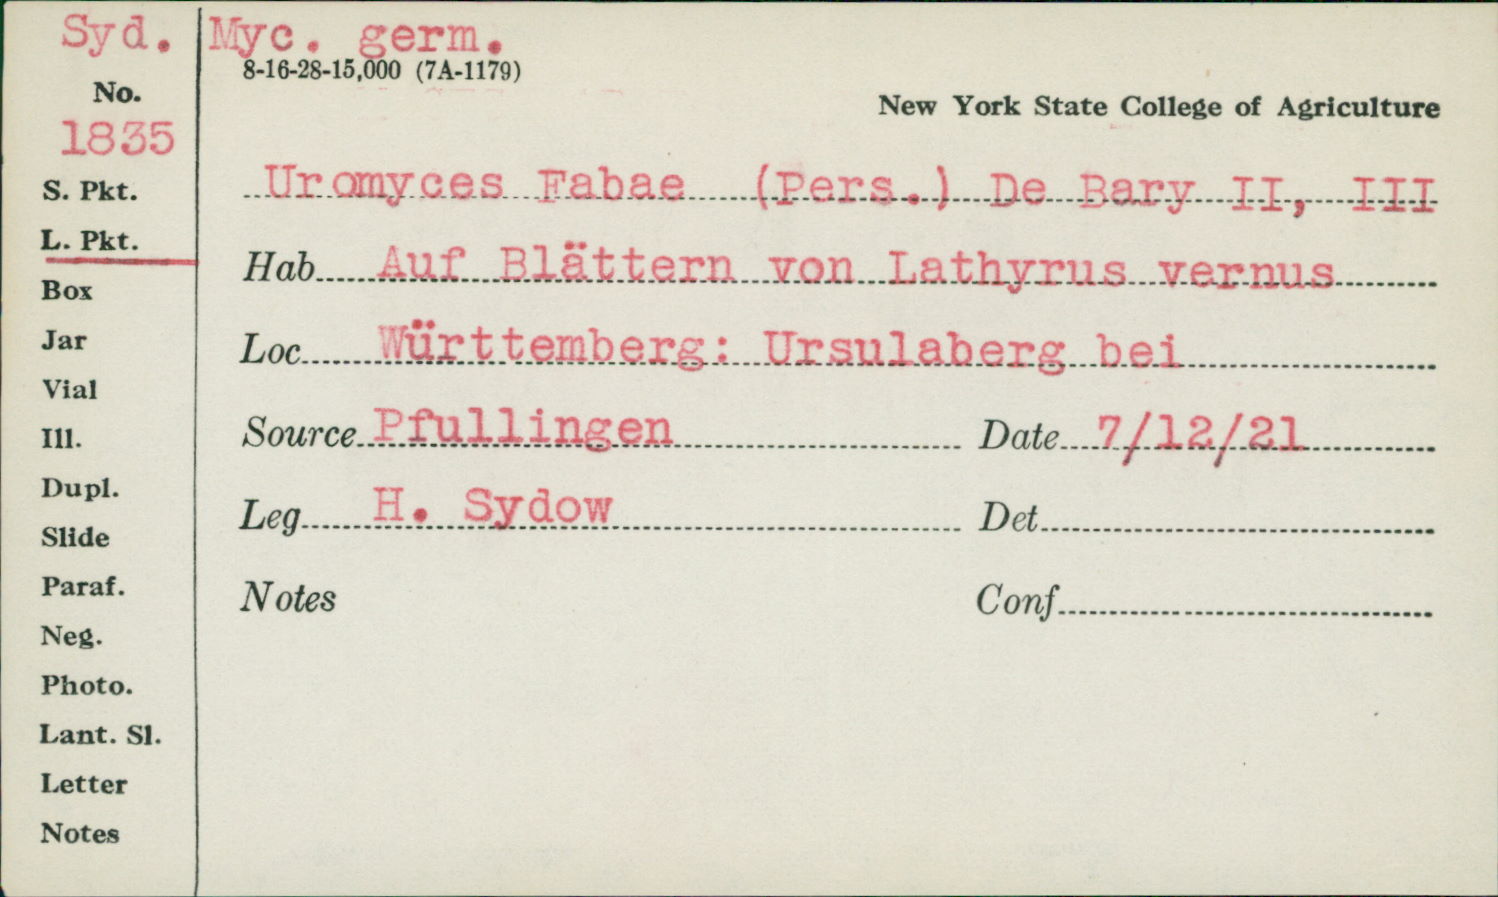 Syd. Myc. germ.
8-16-28-15,000 (7A-1179)
No.
1835
New York State College of Agriculture
Uromyces Fabae (Pers.) De Bary II, III
S. Pkt.
L. Pkt.
Hab Auf Blättern von Lathyrus vernus
Box
Jar
Loc Württemberg: Ursulaberg bei
Vial
Ill.
Source Pfullingen Date 7/12/21
Dupl.
Leg H. Sydow Det
Slide
Paraf.
Notes Conf
Neg.
Photo.
Lant. Sl.
Letter
Notes